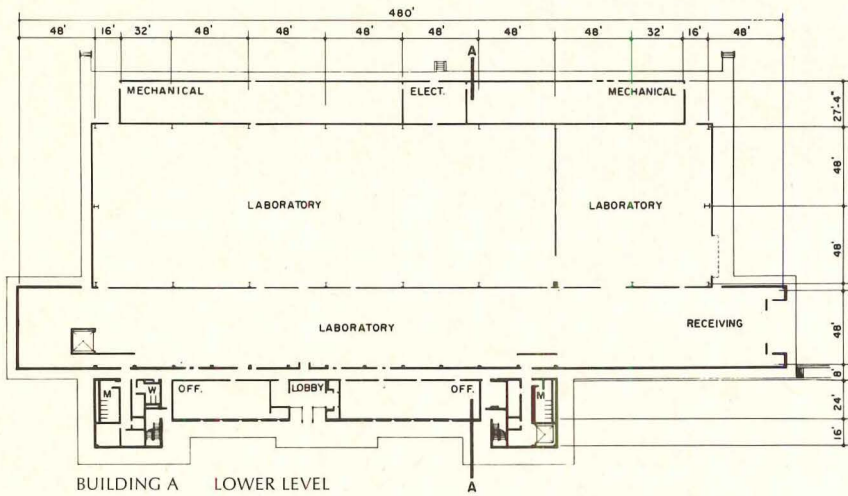 480'
48' 16' 32' 48' 48' 48' 48' 48' 48' 32' 16' 48'
A
MECHANICAL ELECT. MECHANICAL
27'-4"
48'
LABORATORY LABORATORY
48'
LABORATORY RECEIVING
48'
8'
M W OFF. LOBBY OFF. M
24'
16'
BUILDING A LOWER LEVEL
A